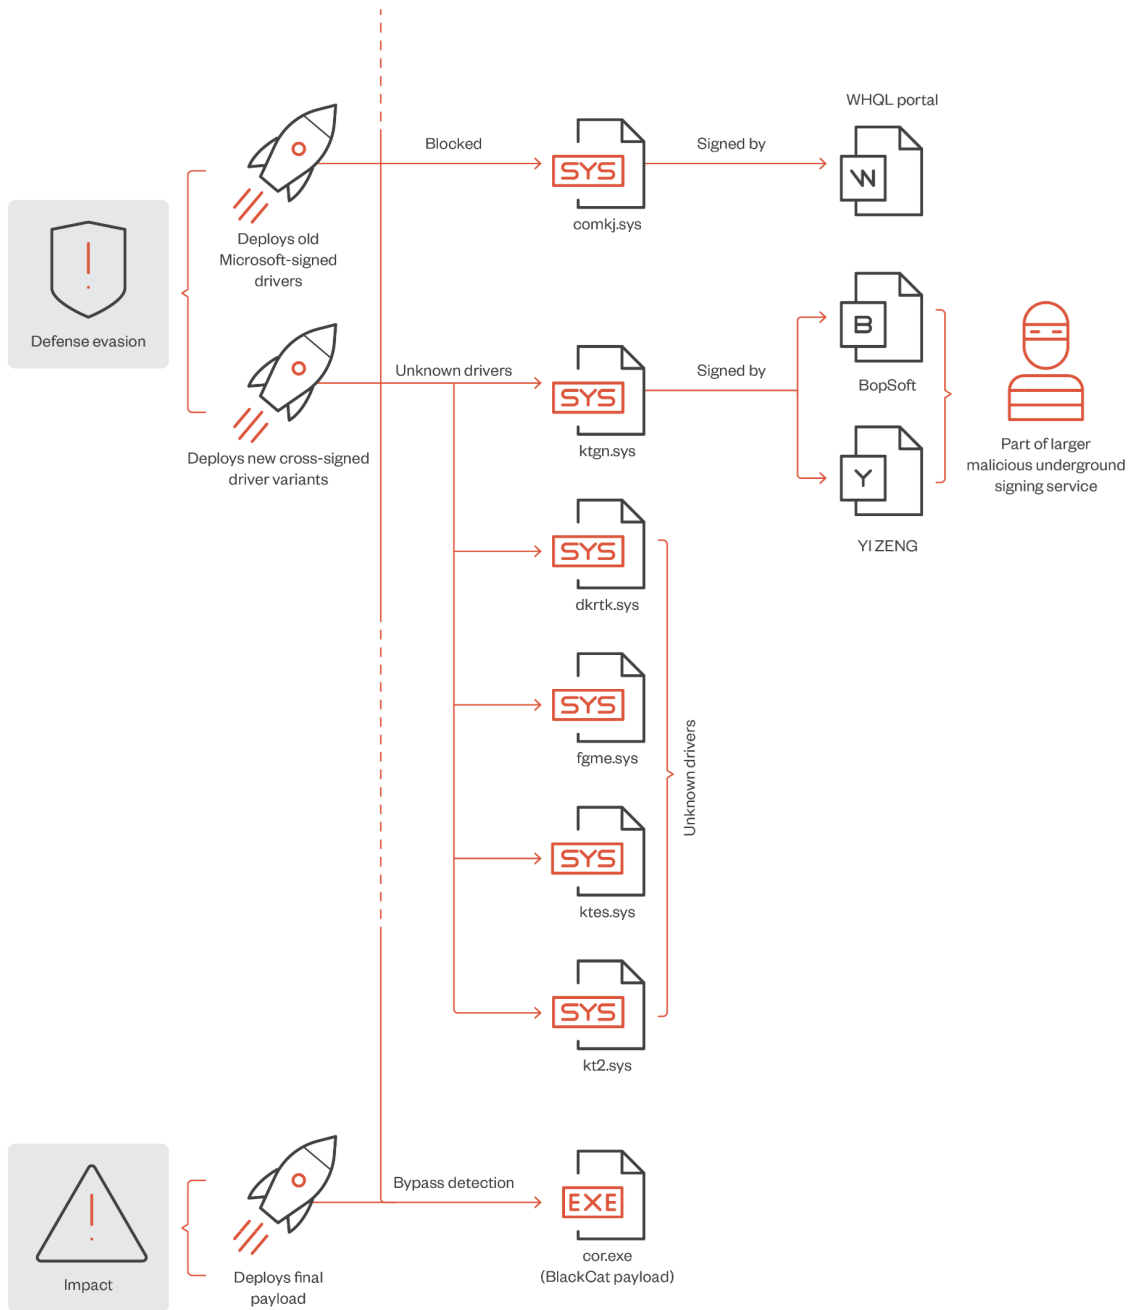 WHQL portal
Blocked
SYS
Signed by
W
comkj.sys
Deploys old
Microsoft-signed
drivers
Defense evasion
Unknown drivers
SYS
Signed by
B
BopSoft
ktgn.sys
Deploys new cross-signed
driver variants
Y
YI ZENG
Part of larger
malicious underground
signing service
SYS
dkrtk.sys
SYS
fgme.sys
Unknown drivers
SYS
ktes.sys
SYS
kt2.sys
Bypass detection
EXE
cor.exe
(BlackCat payload)
Deploys final
payload
Impact